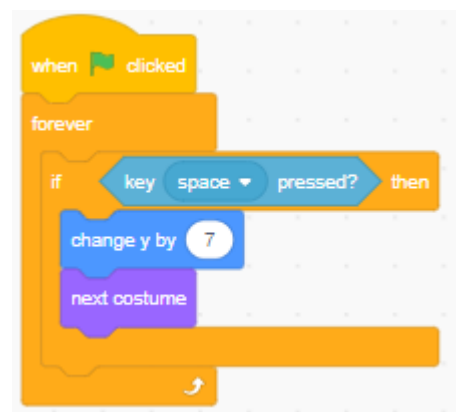 when clicked
forever
if key space pressed? then
change y by 7
next costume